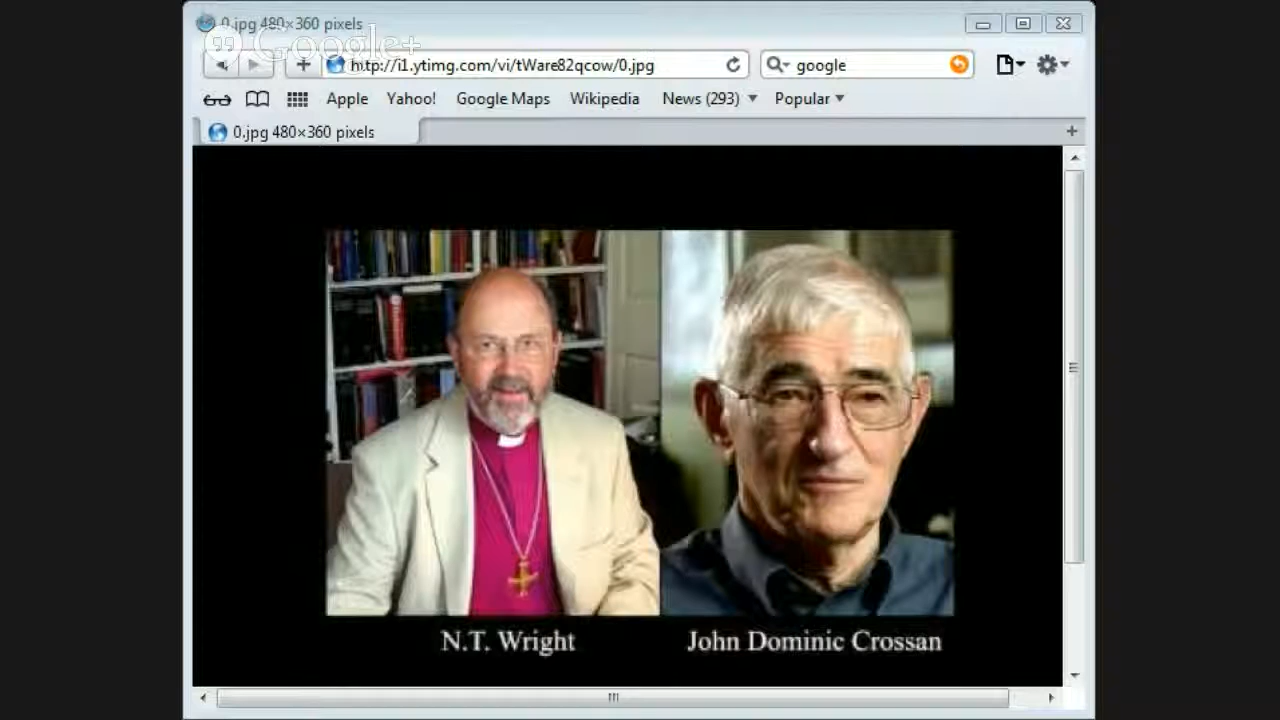 0.jpg 480×360 pixels
Google+
http://i1.ytimg.com/vi/tWare82qcow/0.jpg
google
Apple Yahoo! Google Maps Wikipedia News (293) Popular
0.jpg 480×360 pixels
N.T. Wright
John Dominic Crossan